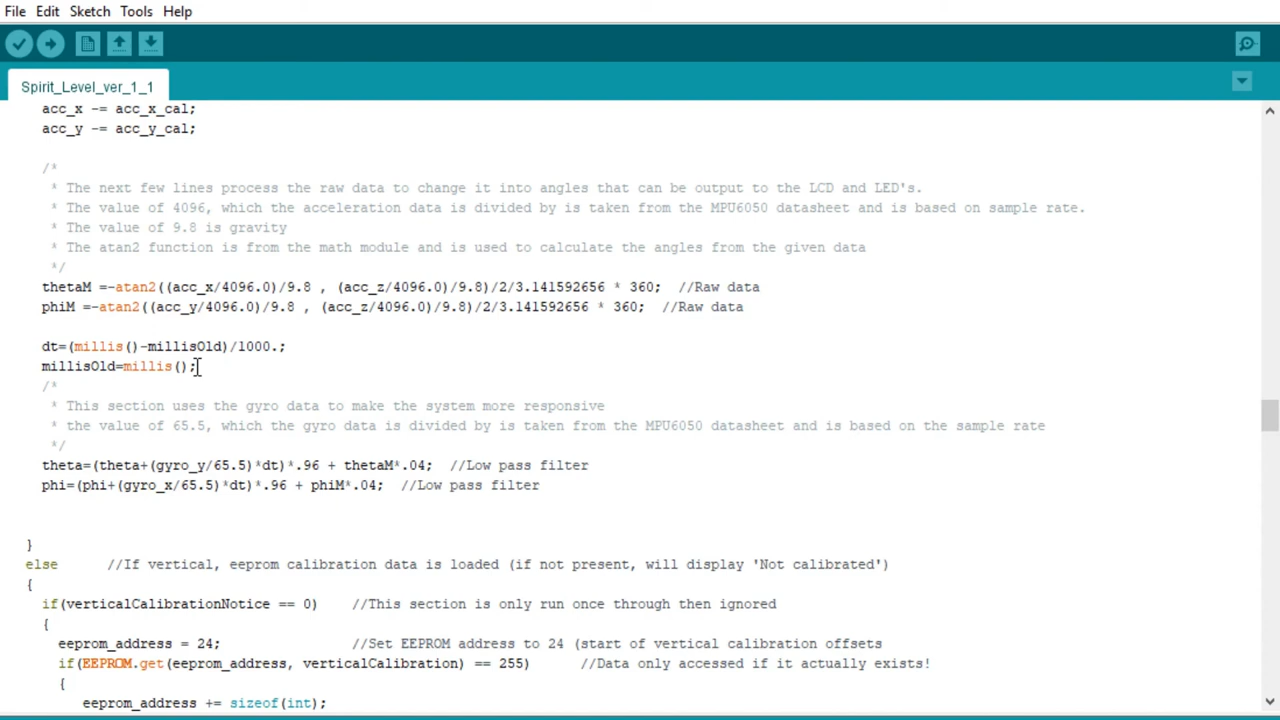 File Edit Sketch Tools Help
Spirit_Level_ver_1_1
acc_x -= acc_x_cal;
acc_y -= acc_y_cal;
/*
* The next few lines process the raw data to change it into angles that can be output to the LCD and LED's.
* The value of 4096, which the acceleration data is divided by is taken from the MPU6050 datasheet and is based on sample rate.
* The value of 9.8 is gravity
* The atan2 function is from the math module and is used to calculate the angles from the given data
*/
thetaM =-atan2((acc_x/4096.0)/9.8 , (acc_z/4096.0)/9.8)/2/3.141592656 * 360;  //Raw data
phiM =-atan2((acc_y/4096.0)/9.8 , (acc_z/4096.0)/9.8)/2/3.141592656 * 360;  //Raw data
dt=(millis()-millisOld)/1000.;
millisOld=millis();
/*
* This section uses the gyro data to make the system more responsive
* the value of 65.5, which the gyro data is divided by is taken from the MPU6050 datasheet and is based on the sample rate
*/
theta=(theta+(gyro_y/65.5)*dt)*.96 + thetaM*.04;  //Low pass filter
phi=(phi+(gyro_x/65.5)*dt)*.96 + phiM*.04;  //Low pass filter
}
else      //If vertical, eeprom calibration data is loaded (if not present, will display 'Not calibrated')
{
if(verticalCalibrationNotice == 0)    //This section is only run once through then ignored
{
eeprom_address = 24;                //Set EEPROM address to 24 (start of vertical calibration offsets
if(EEPROM.get(eeprom_address, verticalCalibration) == 255)      //Data only accessed if it actually exists!
{
eeprom_address += sizeof(int);